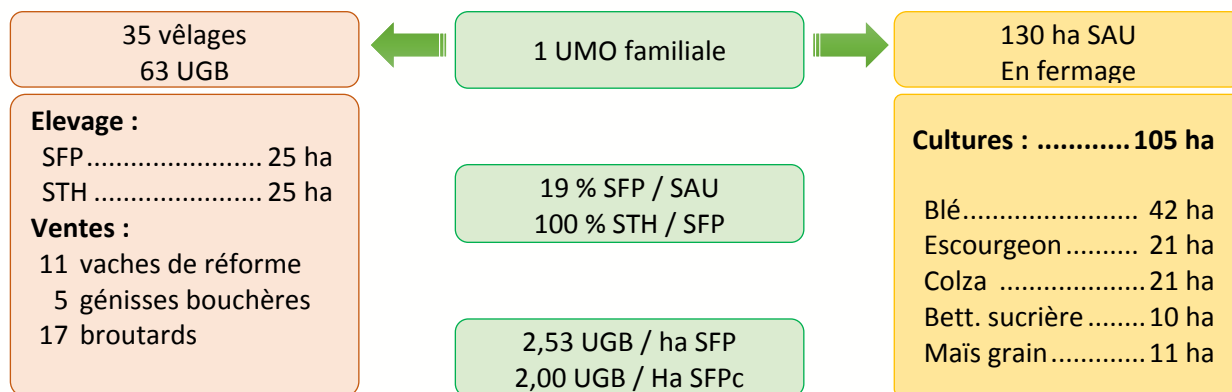 35 vêlages
63 UGB
Elevage :
SFP........................ 25 ha
STH ....................... 25 ha
Ventes :
11 vaches de réforme
5 génisses bouchères
17 broutards
1 UMO familiale
19 % SFP / SAU
100 % STH / SFP
2,53 UGB / ha SFP
2,00 UGB / Ha SFPc
130 ha SAU
En fermage
Cultures : ........... 105 ha
Blé........................ 42 ha
Escourgeon.......... 21 ha
Colza .................... 21 ha
Bett. sucrière........ 10 ha
Maïs grain............. 11 ha